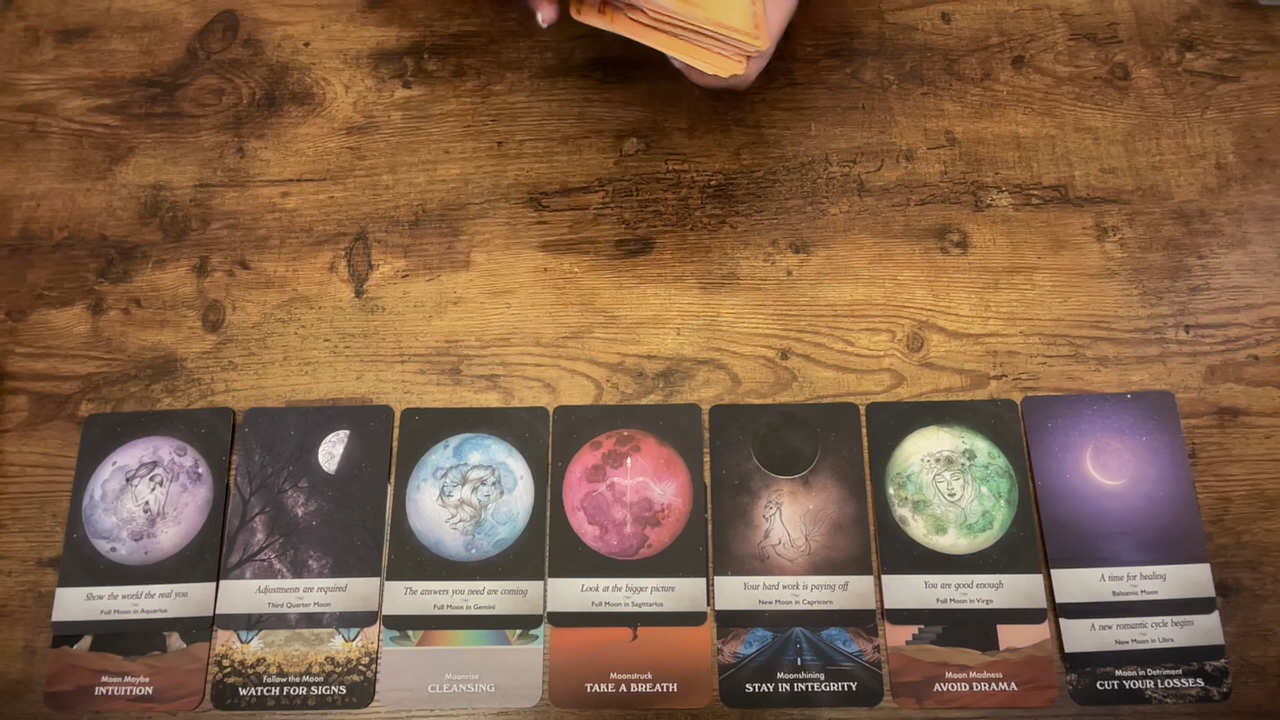 Show the world the real you
Full Moon in Aquarius
Moon Maybe
INTUITION
Adjustments are required
Third Quarter Moon
Follow the Moon
WATCH FOR SIGNS
The answers you need are coming
Full Moon in Gemini
Moonrise
CLEANSING
Look at the bigger picture
Full Moon in Sagittarius
Moonstruck
TAKE A BREATH
Your hard work is paying off
New Moon in Capricorn
Moonshining
STAY IN INTEGRITY
You are good enough
Full Moon in Virgo
Moon Madness
AVOID DRAMA
A time for healing
Balsamic Moon
A new romantic cycle begins
New Moon in Libra
Moon in Detriment
CUT YOUR LOSSES